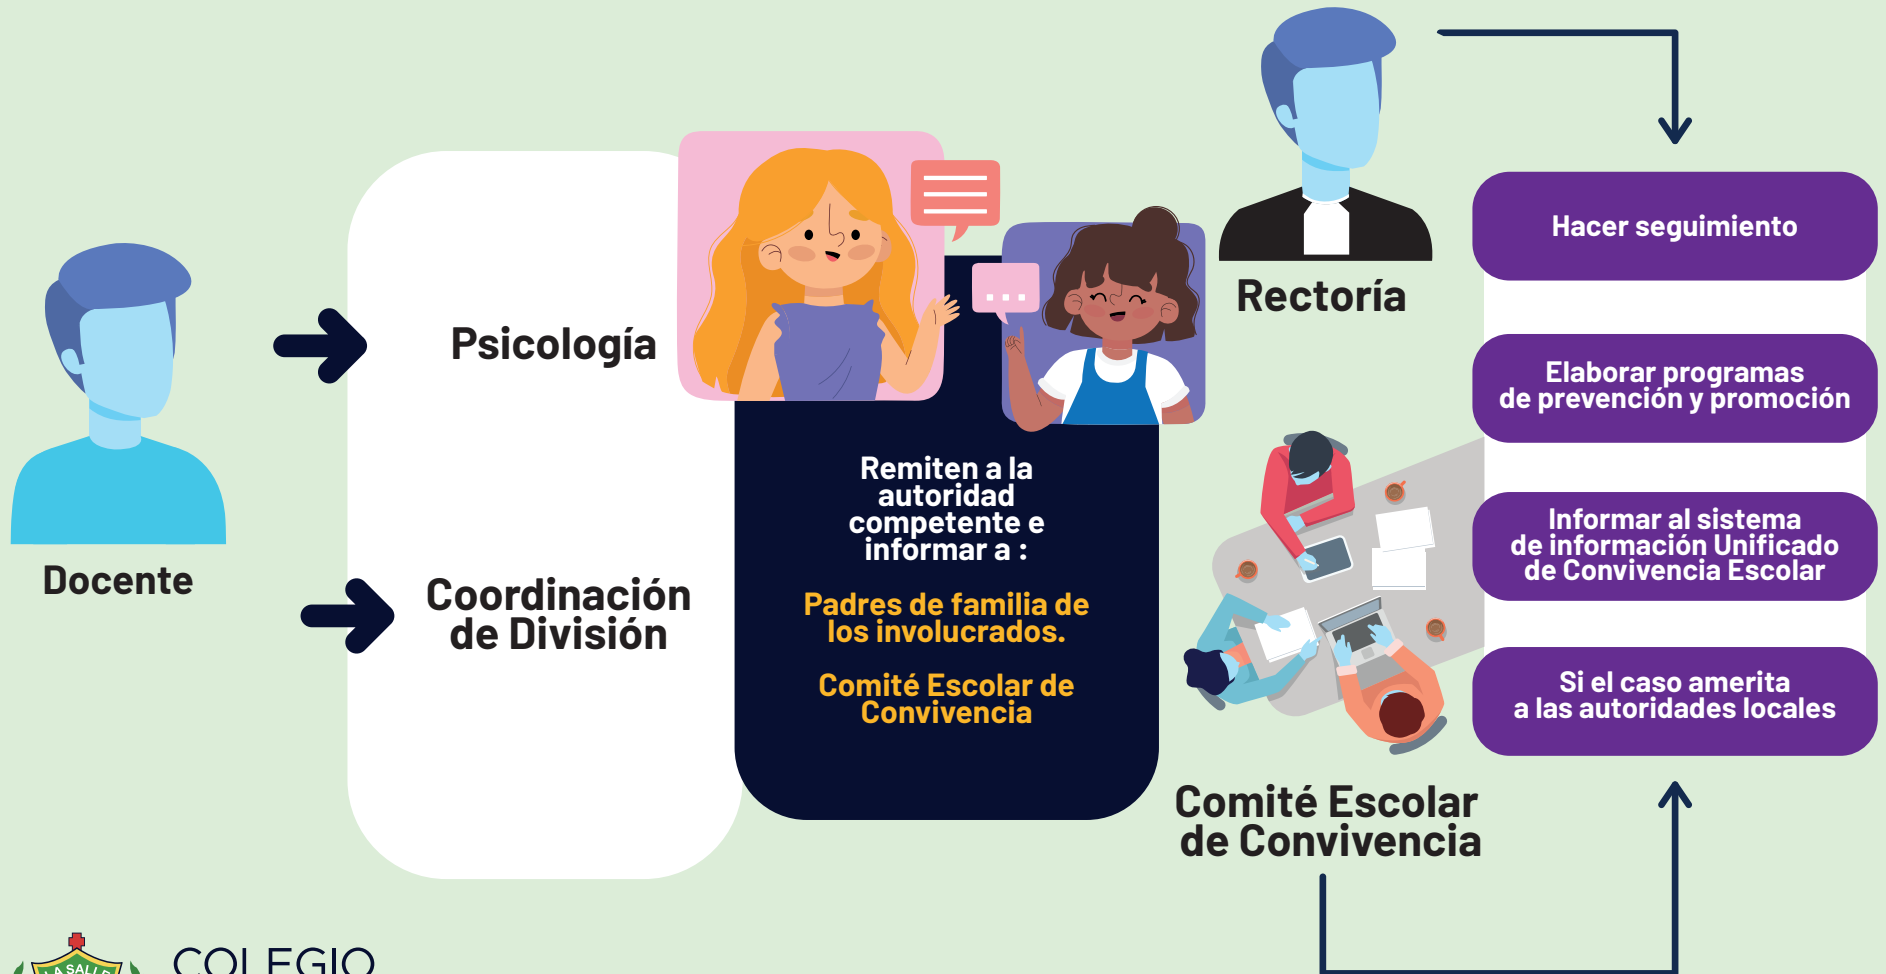 Docente
Psicología
Coordinación
de División
Remiten a la
autoridad
competente e
informar a :
Padres de familia de
los involucrados.
Comité Escolar de
Convivencia
Rectoría
Comité Escolar
de Convivencia
Hacer seguimiento
Elaborar programas
de prevención y promoción
Informar al sistema
de información Unificado
de Convivencia Escolar
Si el caso amerita
a las autoridades locales
LA SALLE
COLEGIO